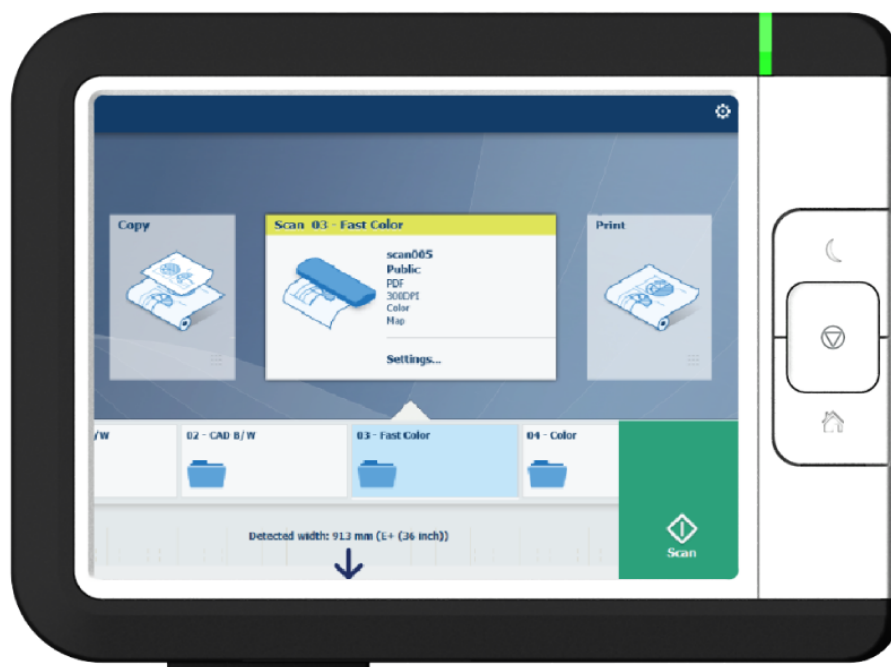 Copy
Scan 03 - Fast Color
Print
scan005
Public
PDF
300DPI
Color
Map
Settings...
/W
02 - CAD B/W
03 - Fast Color
04 - Color
Detected width: 913 mm (E+ (36 inch))
Scan